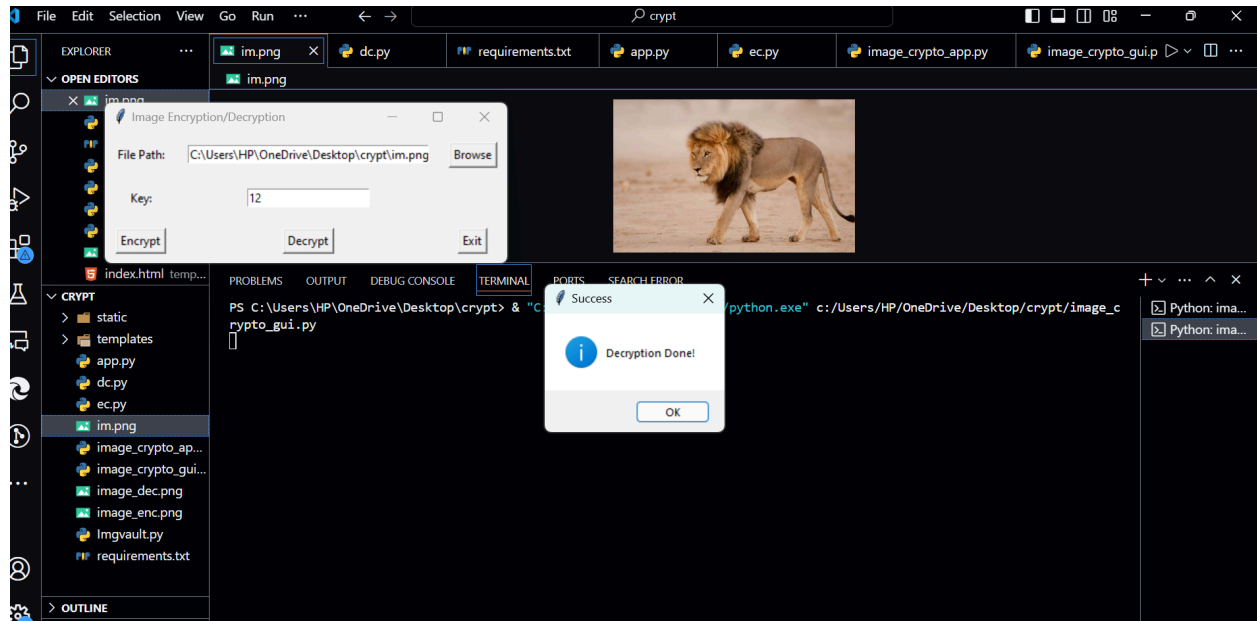 File Edit Selection View Go Run ··· ← → crypt
EXPLORER ··· im.png dc.py requirements.txt app.py ec.py image_crypto_app.py image_crypto_gui.p
OPEN EDITORS im.png
im.png
Image Encryption/Decryption
File Path: C:\Users\HP\OneDrive\Desktop\crypt\im.png Browse
Key: 12
Encrypt Decrypt Exit
index.html temp...
PROBLEMS OUTPUT DEBUG CONSOLE TERMINAL PORTS SEARCH ERROR
PS C:\Users\HP\OneDrive\Desktop\crypt> & "C: /python.exe" c:/Users/HP/OneDrive/Desktop/crypt/image_c
rypto_gui.py
Python: ima...
Python: ima...
Success
Decryption Done!
OK
CRYPT
static
templates
app.py
dc.py
ec.py
im.png
image_crypto_ap...
image_crypto_gui...
image_dec.png
image_enc.png
Imgvault.py
requirements.txt
OUTLINE